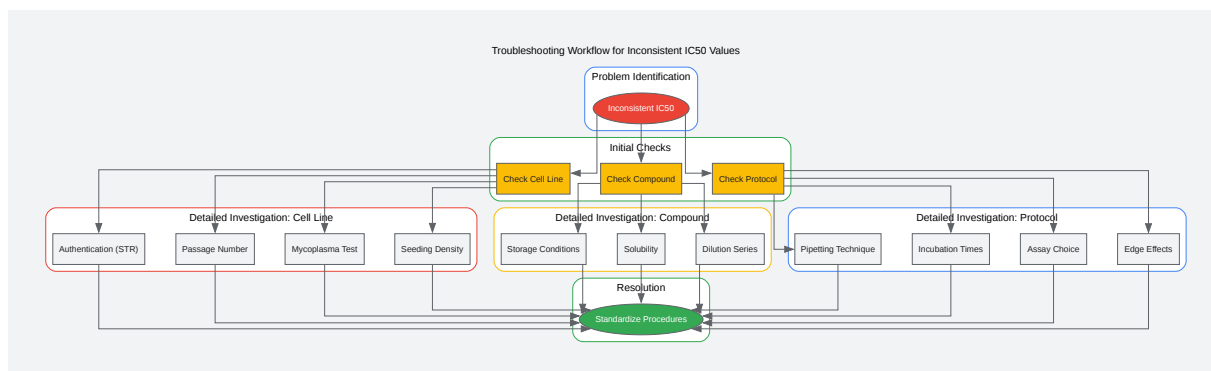 Troubleshooting Workflow for Inconsistent IC50 Values
Problem Identification
Inconsistent IC50
Initial Checks
Check Cell Line
Check Compound
Check Protocol
Detailed Investigation: Cell Line
Authentication (STR)
Passage Number
Mycoplasma Test
Seeding Density
Detailed Investigation: Compound
Storage Conditions
Solubility
Dilution Series
Detailed Investigation: Protocol
Pipetting Technique
Incubation Times
Assay Choice
Edge Effects
Resolution
Standardize Procedures